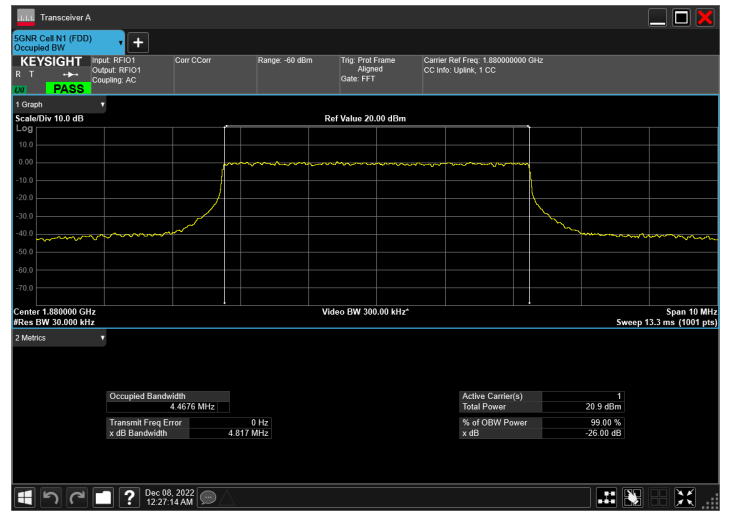 Transceiver A
5GNR Cell N1 (FDD)
Occupied BW
KEYSIGHT
R T
PASS
Input: RFIO1
Output: RFIO1
Coupling: AC
Corr CCorr
Range: -60 dBm
Trig: Prot Frame
Aligned
Gate: FFT
Carrier Ref Freq: 1.880000000 GHz
CC Info: Uplink, 1 CC
1 Graph
Scale/Div 10.0 dB
Ref Value 20.00 dBm
Log
10.0
0.00
-10.0
-20.0
-30.0
-40.0
-50.0
-60.0
-70.0
Center 1.880000 GHz
Video BW 300.00 kHz*
Span 10 MHz
#Res BW 30.000 kHz
Sweep 13.3 ms (1001 pts)
2 Metrics
Occupied Bandwidth
4.4676 MHz
Transmit Freq Error 0 Hz
x dB Bandwidth 4.817 MHz
Active Carrier(s) 1
Total Power 20.9 dBm
% of OBW Power 99.00 %
x dB -26.00 dB
?
Dec 08, 2022
12:27:14 AM